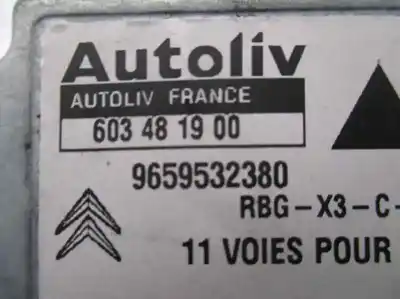 Autoliv
AUTOLIV FRANCE
603 48 19 00
9659532380
RBG-X3-C-
11 VOIES POUR